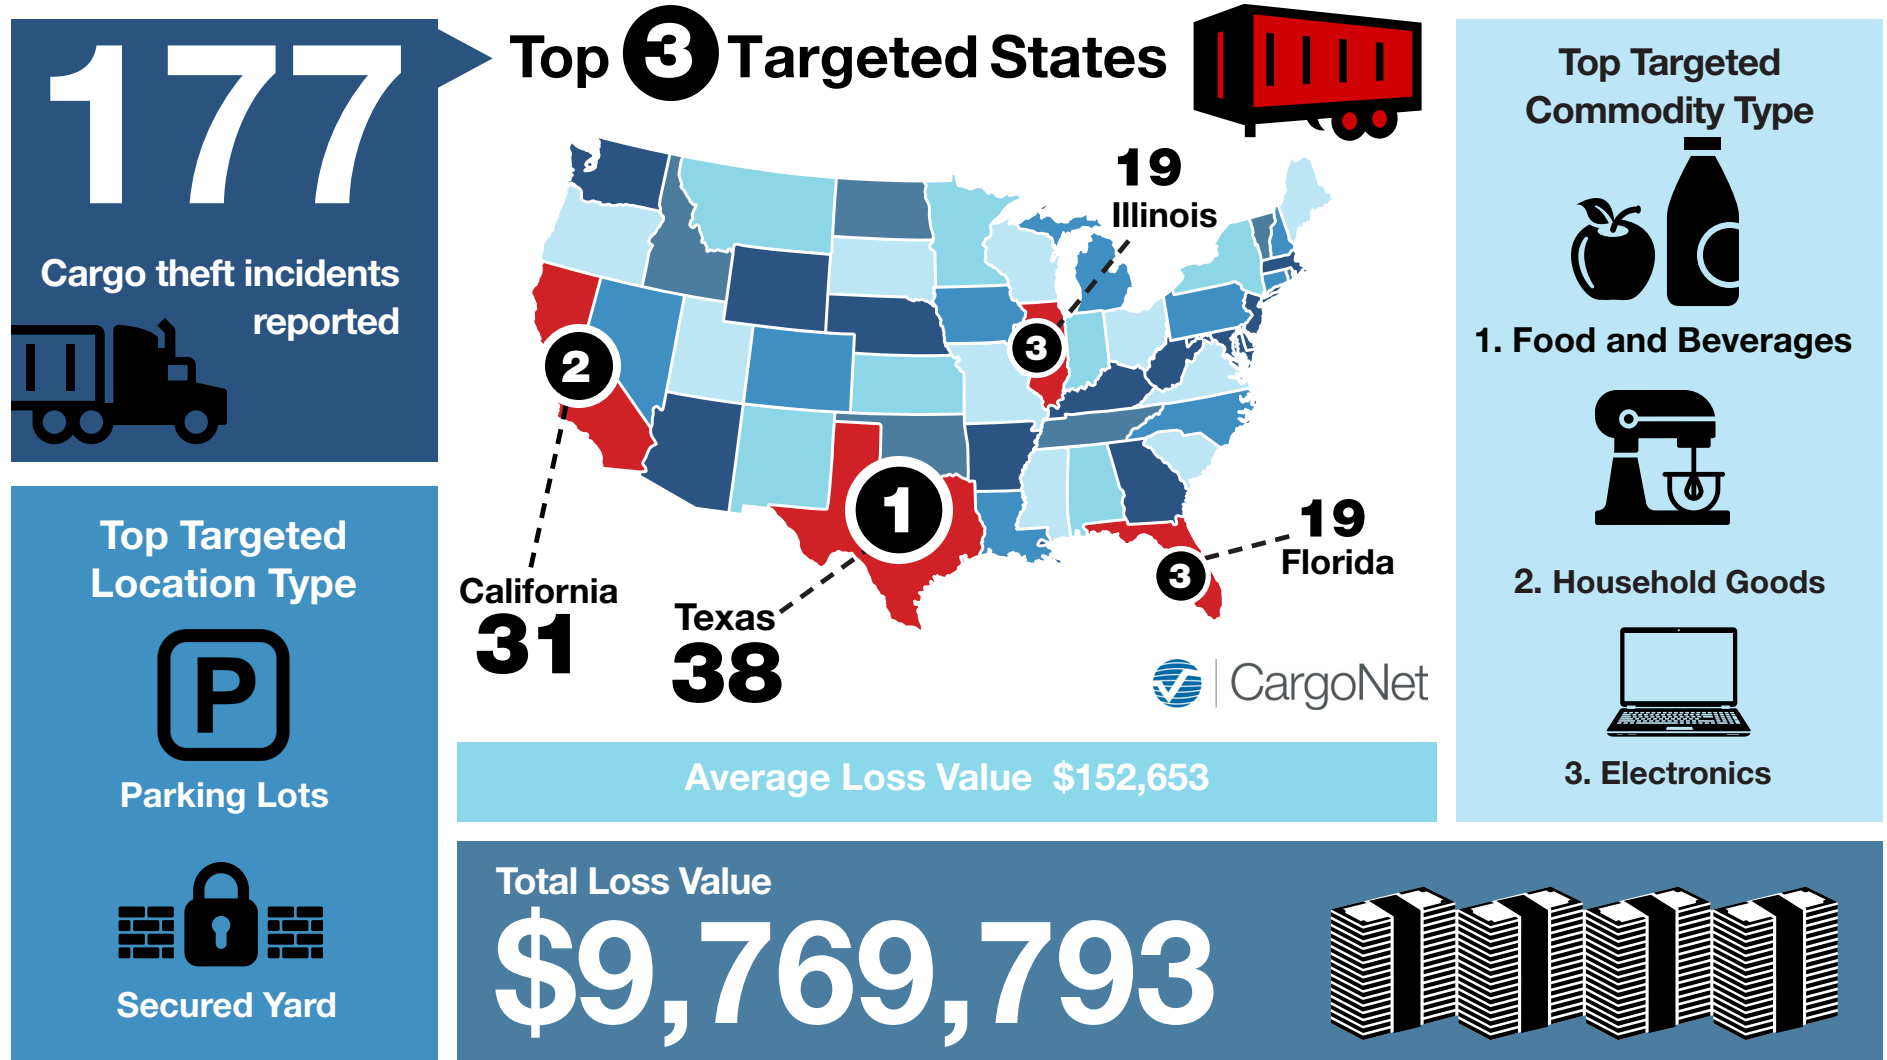 177
Cargo theft incidents
reported
Top 3 Targeted States
19
Illinois
2
3
1
3
19
Florida
California
31
Texas
38
CargoNet
Top Targeted
Location Type
P
Parking Lots
Secured Yard
Top Targeted
Commodity Type
1. Food and Beverages
2. Household Goods
3. Electronics
Average Loss Value $152,653
Total Loss Value
$9,769,793